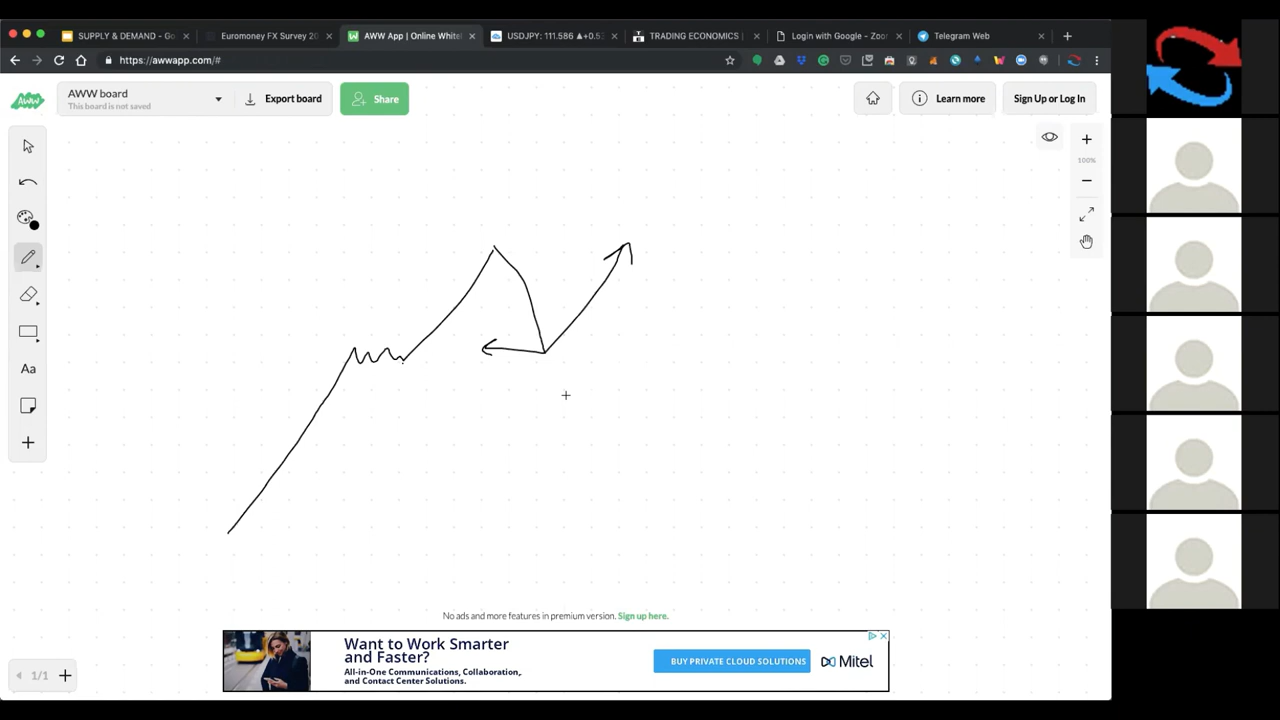 SUPPLY & DEMAND - Go
Euromoney FX Survey 20
AWW App | Online White
USDJPY: 111.586 ▲+0.5
TRADING ECONOMICS |
Login with Google - Zoo
Telegram Web
https://awwapp.com/#
AWW
AWW board
This board is not saved
Export board
Share
Learn more
Sign Up or Log In
100%
Aa
No ads and more features in premium version. Sign up here.
Want to Work Smarter
and Faster?
All-in-One Communications, Collaboration,
and Contact Center Solutions.
BUY PRIVATE CLOUD SOLUTIONS
Mitel
1/1